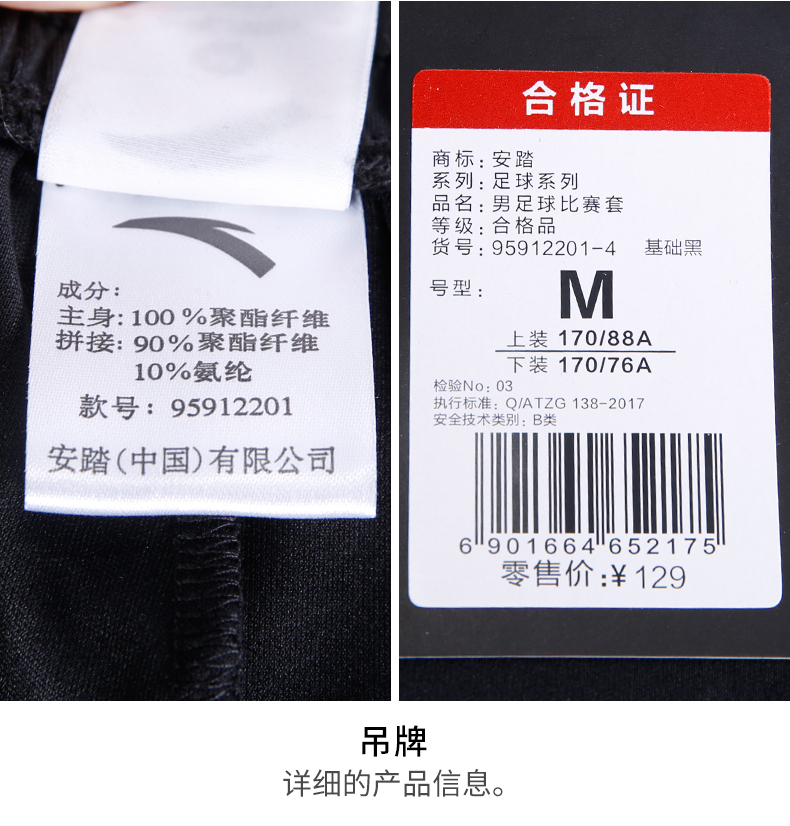 成分：
主身：100%聚酯纤维
拼接：90%聚酯纤维
10%氨纶
款号：95912201
安踏(中国)有限公司
合格证
商标：安踏
系列：足球系列
品名：男足球比赛套
等级：合格品
货号：95912201-4 基础黑
号型：M
上装 170/88A
下装 170/76A
检验No：03
执行标准：Q/ATZG 138-2017
安全技术类别：B类
6 901664 652175
零售价：¥ 129
吊牌
详细的产品信息。